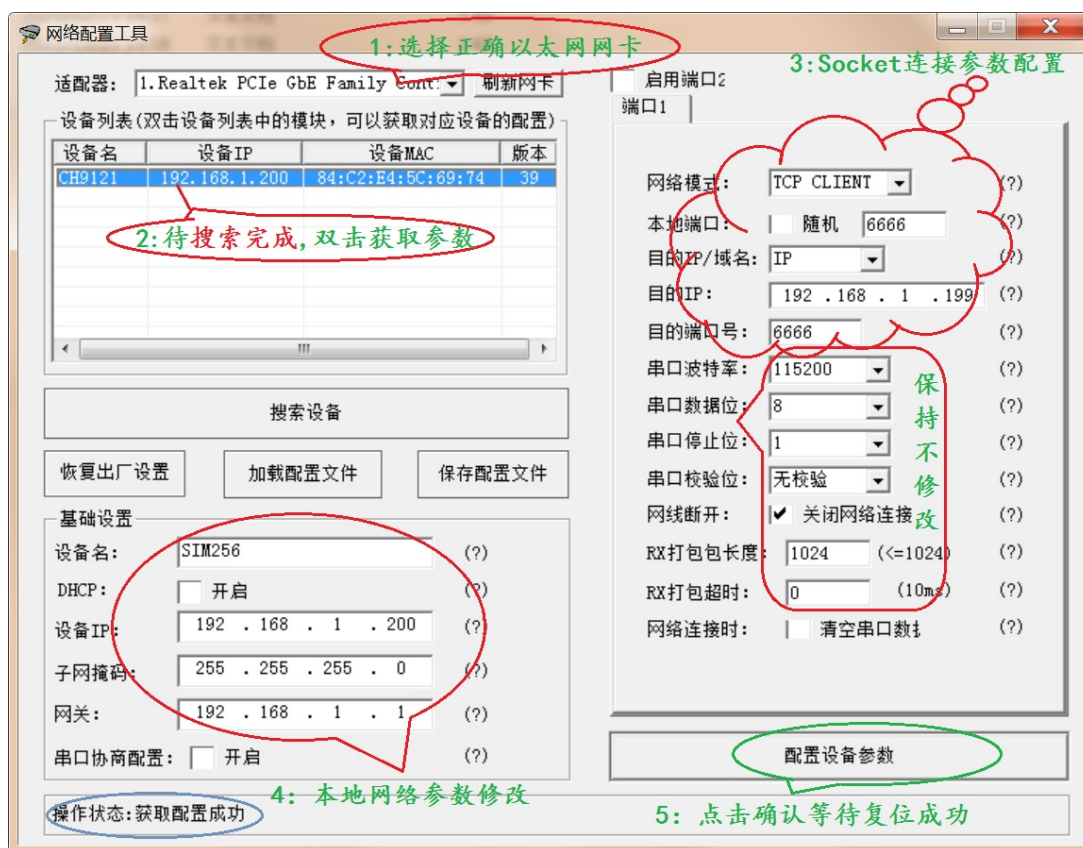 网络配置工具
1:选择正确以太网网卡
适配器: 1.Realtek PCIe GbE Family Cont: 刷新网卡
设备列表(双击设备列表中的模块，可以获取对应设备的配置)
设备名 设备IP 设备MAC 版本
CH9121 192.168.1.200 84:C2:E4:5C:69:74 39
2:待搜索完成,双击获取参数
搜索设备
恢复出厂设置 加载配置文件 保存配置文件
基础设置
设备名: SIM256 (?)
DHCP: 开启 (?)
设备IP: 192 . 168 . 1 . 200 (?)
子网掩码: 255 . 255 . 255 . 0 (?)
网关: 192 . 168 . 1 . 1 (?)
串口协商配置: 开启 (?)
4: 本地网络参数修改
操作状态:获取配置成功
3:Socket连接参数配置
启用端口2
端口1
网络模式: TCP CLIENT (?)
本地端口: 随机 6666 (?)
目的IP/域名: IP (?)
目的IP: 192 .168 . 1 .199 (?)
目的端口号: 6666 (?)
串口波特率: 115200 (?)
串口数据位: 8 (?)
串口停止位: 1 (?)
串口校验位: 无校验 (?)
网线断开: 关闭网络连接 (?)
RX打包包长度: 1024 (<=1024) (?)
RX打包超时: 0 (10ms) (?)
网络连接时: 清空串口数 (?)
保持不修改
配置设备参数
5: 点击确认等待复位成功